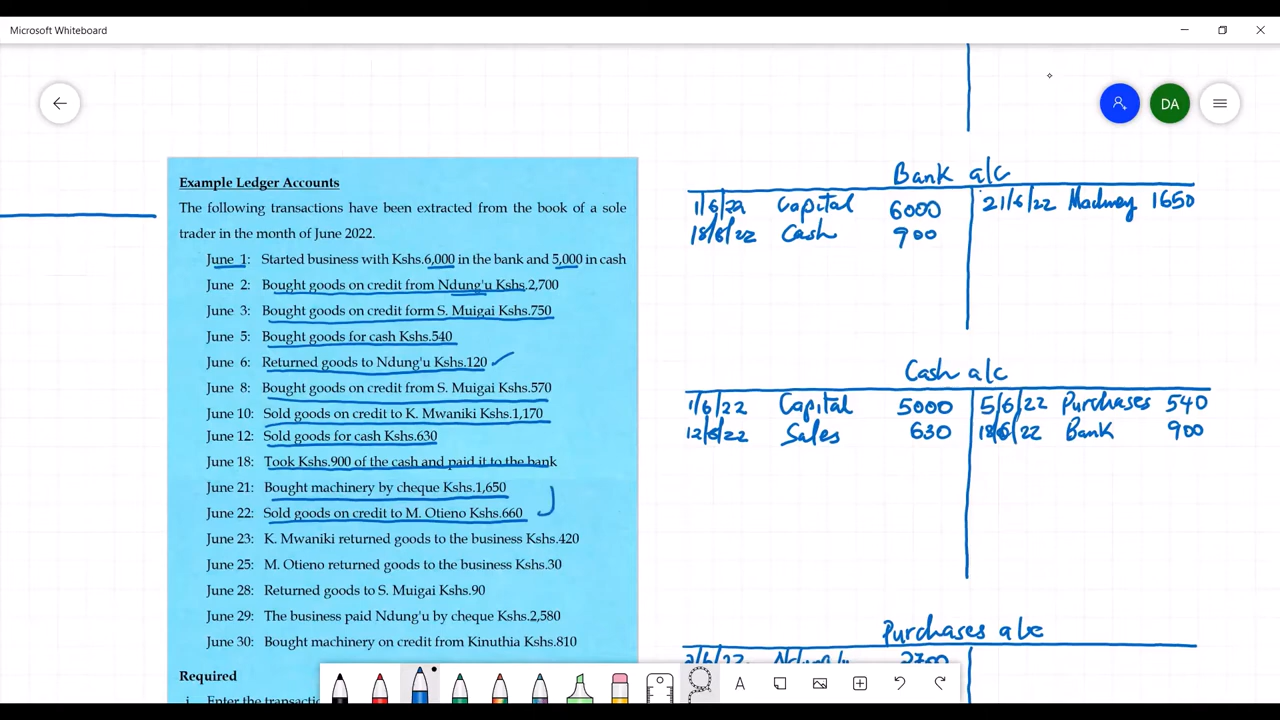 Microsoft Whiteboard
DA
Example Ledger Accounts
The following transactions have been extracted from the book of a sole
trader in the month of June 2022.
June 1: Started business with Kshs.6,000 in the bank and 5,000 in cash
June 2: Bought goods on credit from Ndung'u Kshs.2,700
June 3: Bought goods on credit form S. Muigai Kshs.750
June 5: Bought goods for cash Kshs.540
June 6: Returned goods to Ndung'u Kshs.120
June 8: Bought goods on credit from S. Muigai Kshs.570
June 10: Sold goods on credit to K. Mwaniki Kshs.1,170
June 12: Sold goods for cash Kshs.630
June 18: Took Kshs.900 of the cash and paid it to the bank
June 21: Bought machinery by cheque Kshs.1,650
June 22: Sold goods on credit to M. Otieno Kshs.660
June 23: K. Mwaniki returned goods to the business Kshs.420
June 25: M. Otieno returned goods to the business Kshs.30
June 28: Returned goods to S. Muigai Kshs.90
June 29: The business paid Ndung'u by cheque Kshs.2,580
June 30: Bought machinery on credit from Kinuthia Kshs.810
Required
i. Enter the transacti
Bank a/c
1/6/22 Capital 6000 21/6/22 1650
18/6/22 Cash 900
Cash a/c
1/6/22 Capital 5000 5/6/22 Purchases 540
12/6/22 Sales 630 18/6/22 Bank 900
Purchases a/c
2/6/22 Ndung'u 2700
A